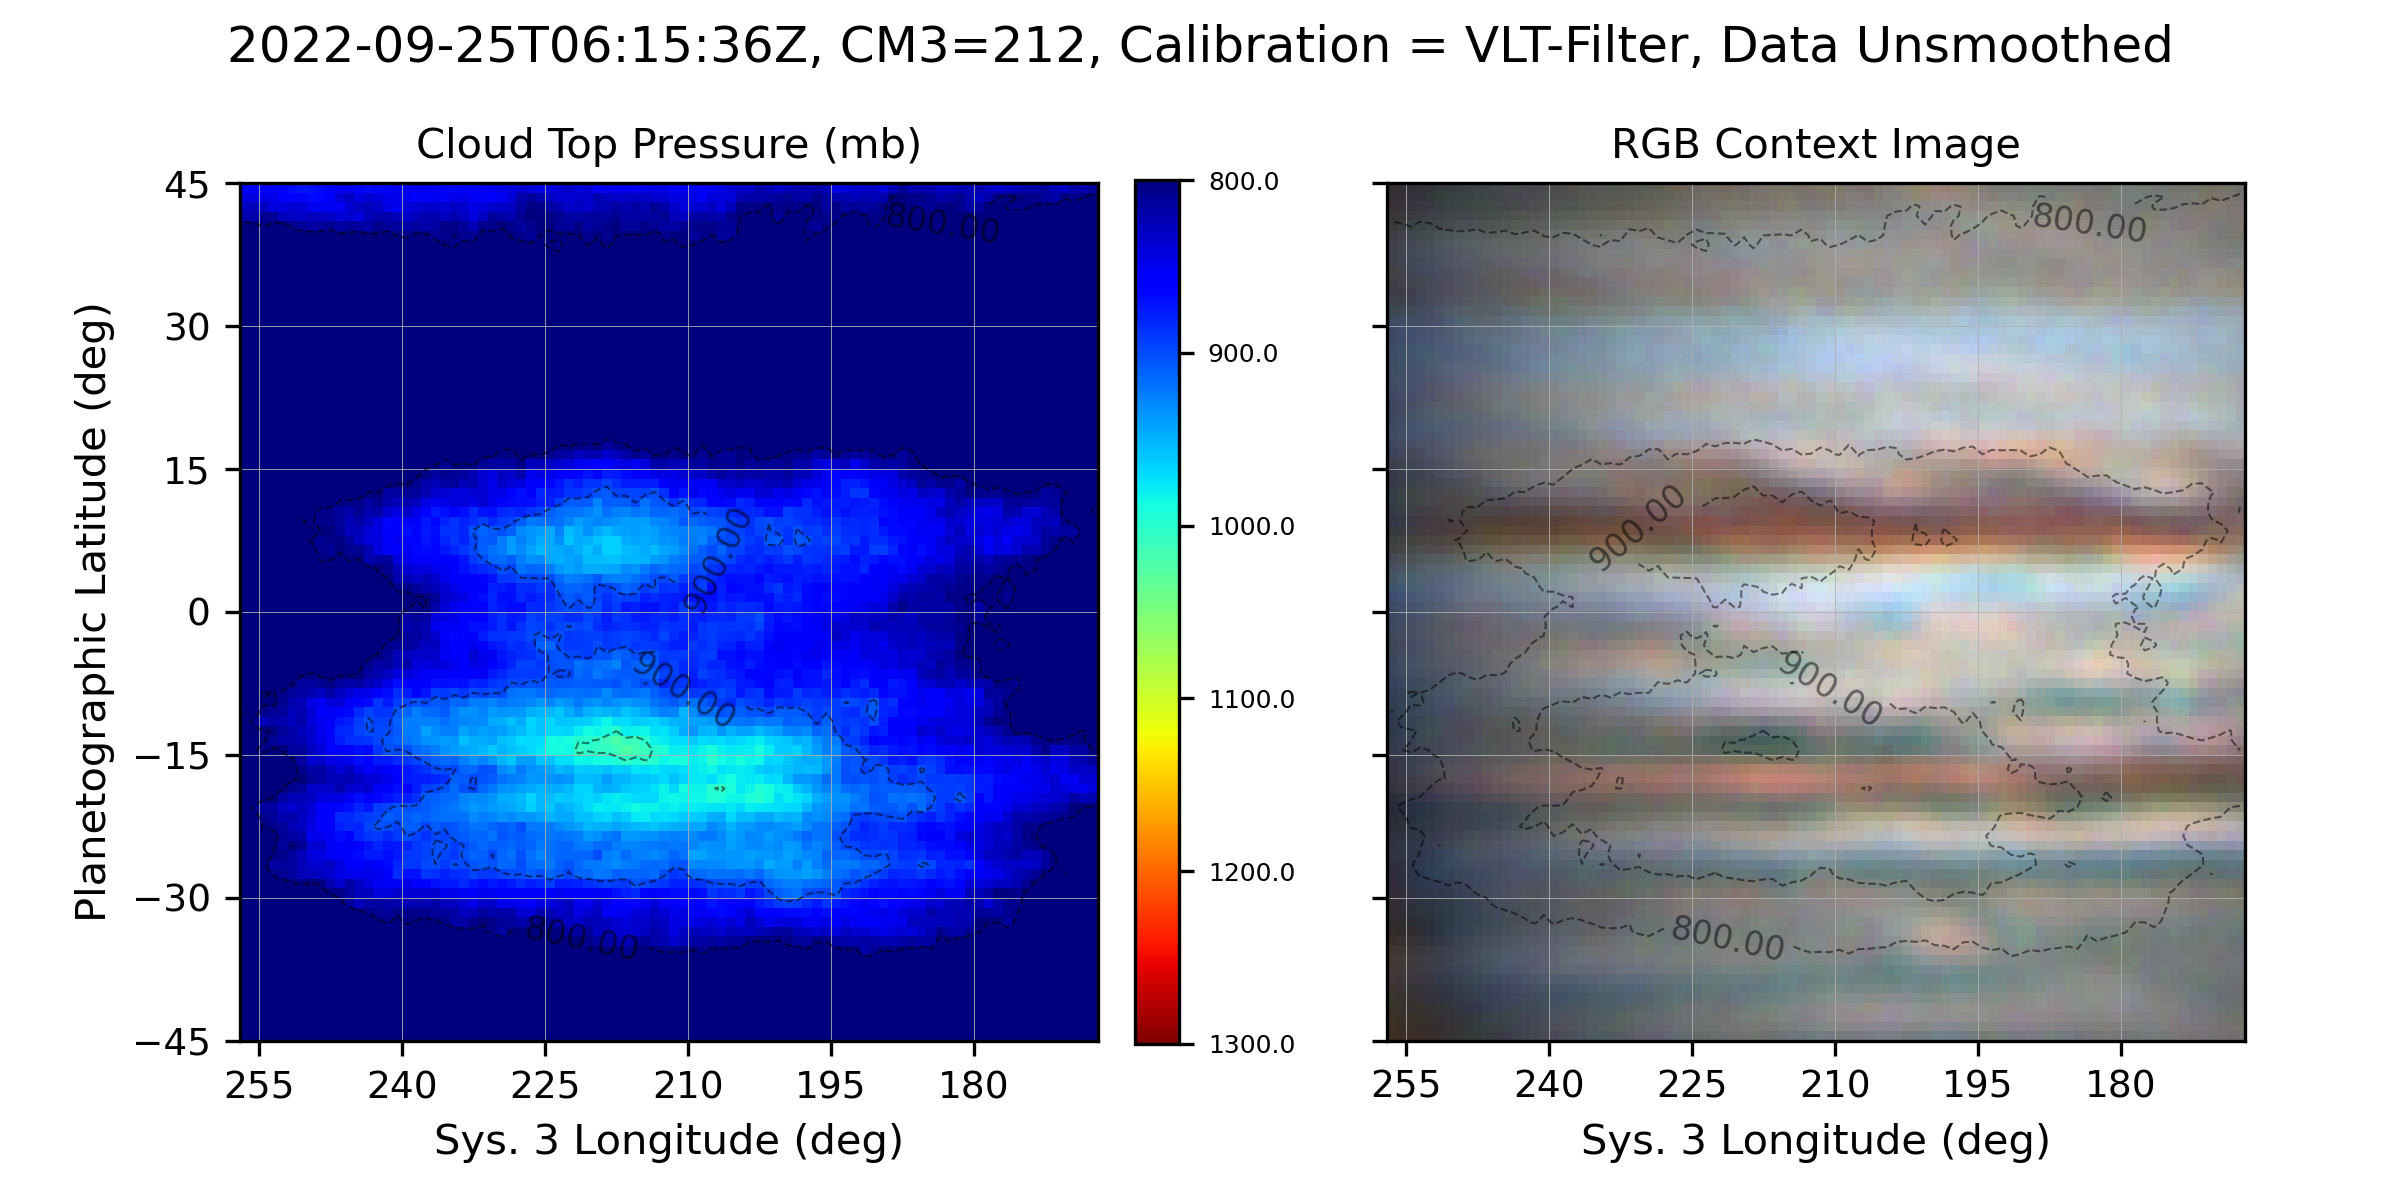 2022-09-25T06:15:36Z, CM3=212, Calibration = VLT-Filter, Data Unsmoothed
Cloud Top Pressure (mb)
RGB Context Image
Planetographic Latitude (deg)
45
30
15
0
−15
−30
−45
800.00
900.00
900.00
800.00
255 240 225 210 195 180
Sys. 3 Longitude (deg)
800.0
900.0
1000.0
1100.0
1200.0
1300.0
800.00
900.00
900.00
800.00
255 240 225 210 195 180
Sys. 3 Longitude (deg)